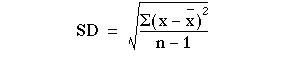 SD = √(Σ(x − x̄)² / (n − 1))